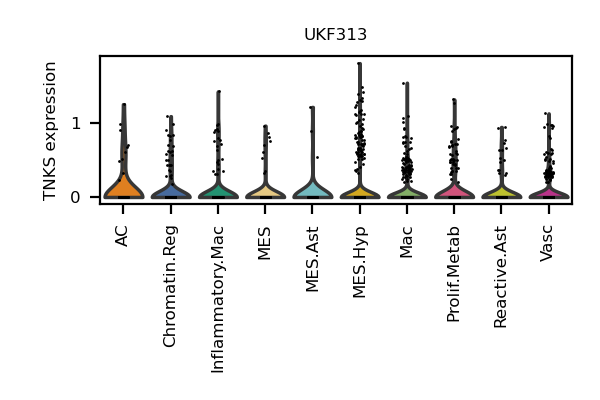 UKF313
TNKS expression
1
0
AC
Chromatin.Reg
Inflammatory.Mac
MES
MES.Ast
MES.Hyp
Mac
Prolif.Metab
Reactive.Ast
Vasc